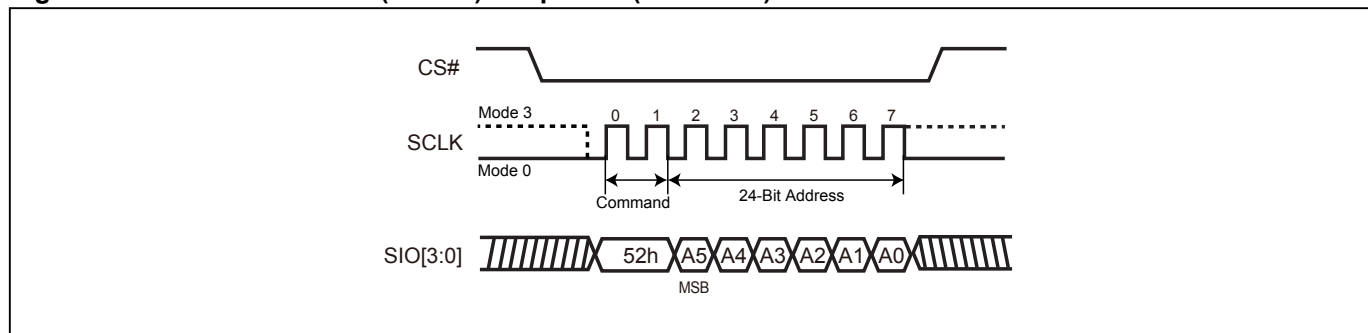 CS#
Mode 3
0 1 2 3 4 5 6 7
SCLK
Mode 0
Command
24-Bit Address
SIO[3:0]
52h A5 A4 A3 A2 A1 A0
MSB